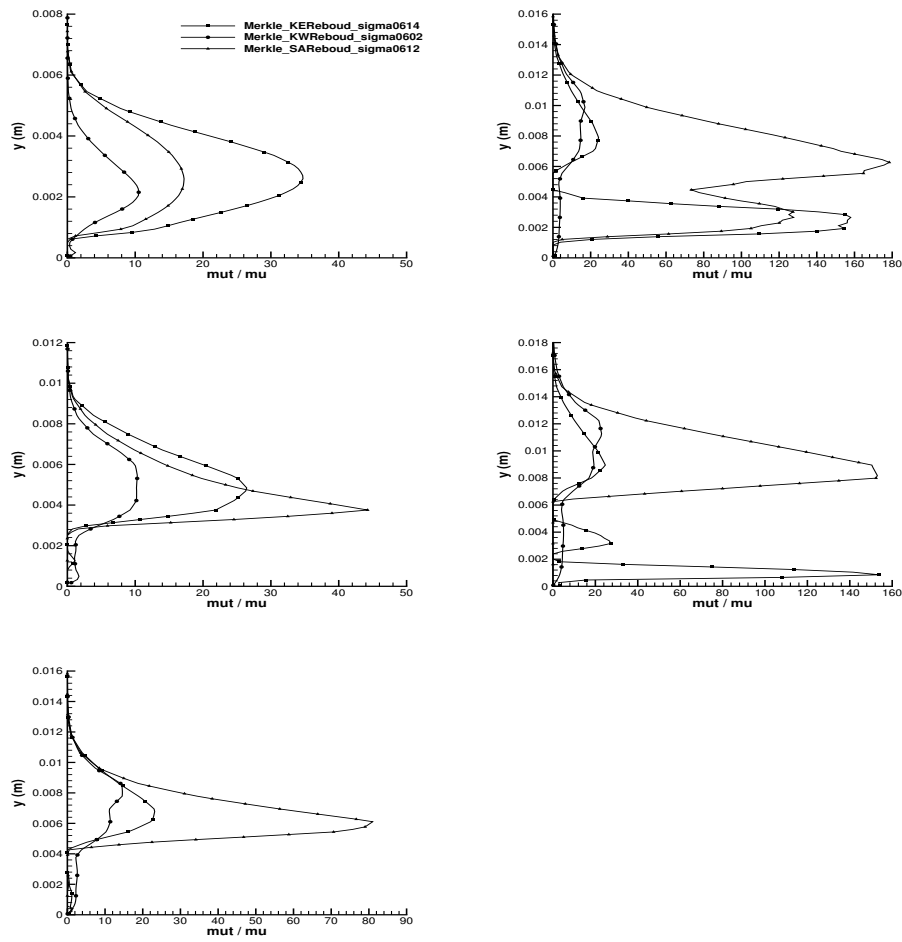 0.008
0.006
0.004
0.002
0
y (m)
0 10 20 30 40 50
mut / mu
Merkle_KEReboud_sigma0614
Merkle_KWReboud_sigma0602
Merkle_SAReboud_sigma0612
0.016
0.014
0.012
0.01
0.008
0.006
0.004
0.002
0
y (m)
0 20 40 60 80 100 120 140 160 180
mut / mu
0.012
0.01
0.008
0.006
0.004
0.002
0
y (m)
0 10 20 30 40 50
mut / mu
0.018
0.016
0.014
0.012
0.01
0.008
0.006
0.004
0.002
0
y (m)
0 20 40 60 80 100 120 140 160
mut / mu
0.016
0.014
0.012
0.01
0.008
0.006
0.004
0.002
0
y (m)
0 10 20 30 40 50 60 70 80 90
mut / mu